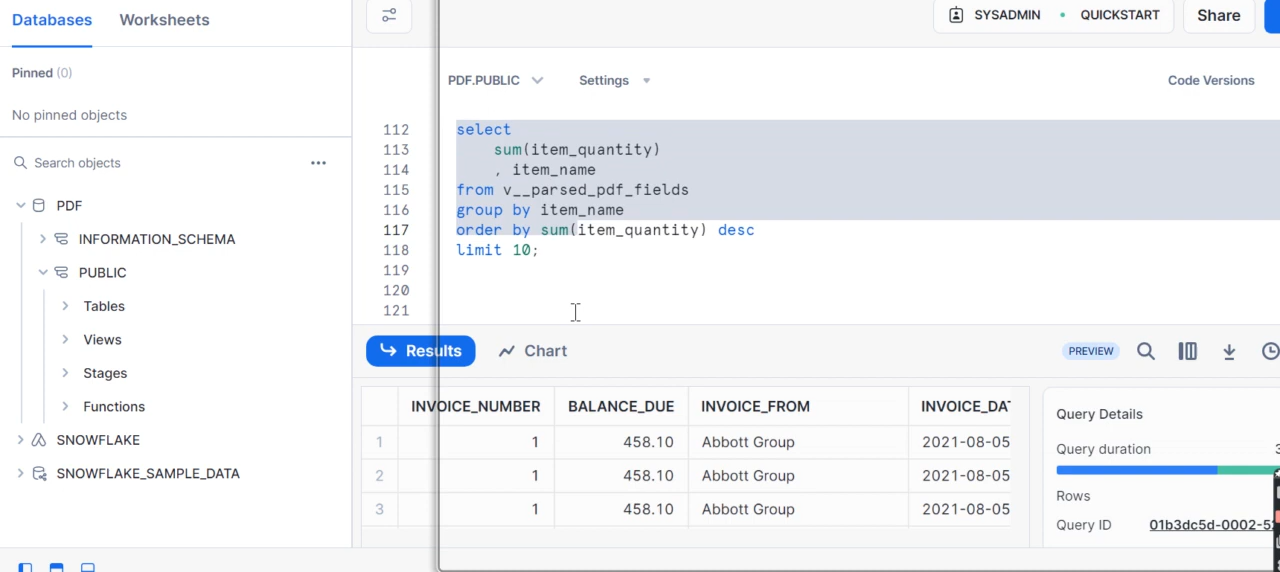 Databases Worksheets
SYSADMIN • QUICKSTART Share
Pinned (0)
PDF.PUBLIC Settings Code Versions
No pinned objects
Search objects •••
PDF
INFORMATION_SCHEMA
PUBLIC
Tables
Views
Stages
Functions
SNOWFLAKE
SNOWFLAKE_SAMPLE_DATA
112 select
113 sum(item_quantity)
114 , item_name
115 from v__parsed_pdf_fields
116 group by item_name
117 order by sum(item_quantity) desc
118 limit 10;
119
120
121
Results Chart PREVIEW
INVOICE_NUMBER BALANCE_DUE INVOICE_FROM
1 1 458.10 Abbott Group 2021-08-05
2 1 458.10 Abbott Group 2021-08-05
3 1 458.10 Abbott Group 2021-08-05
Query Details
Query duration
Rows
Query ID